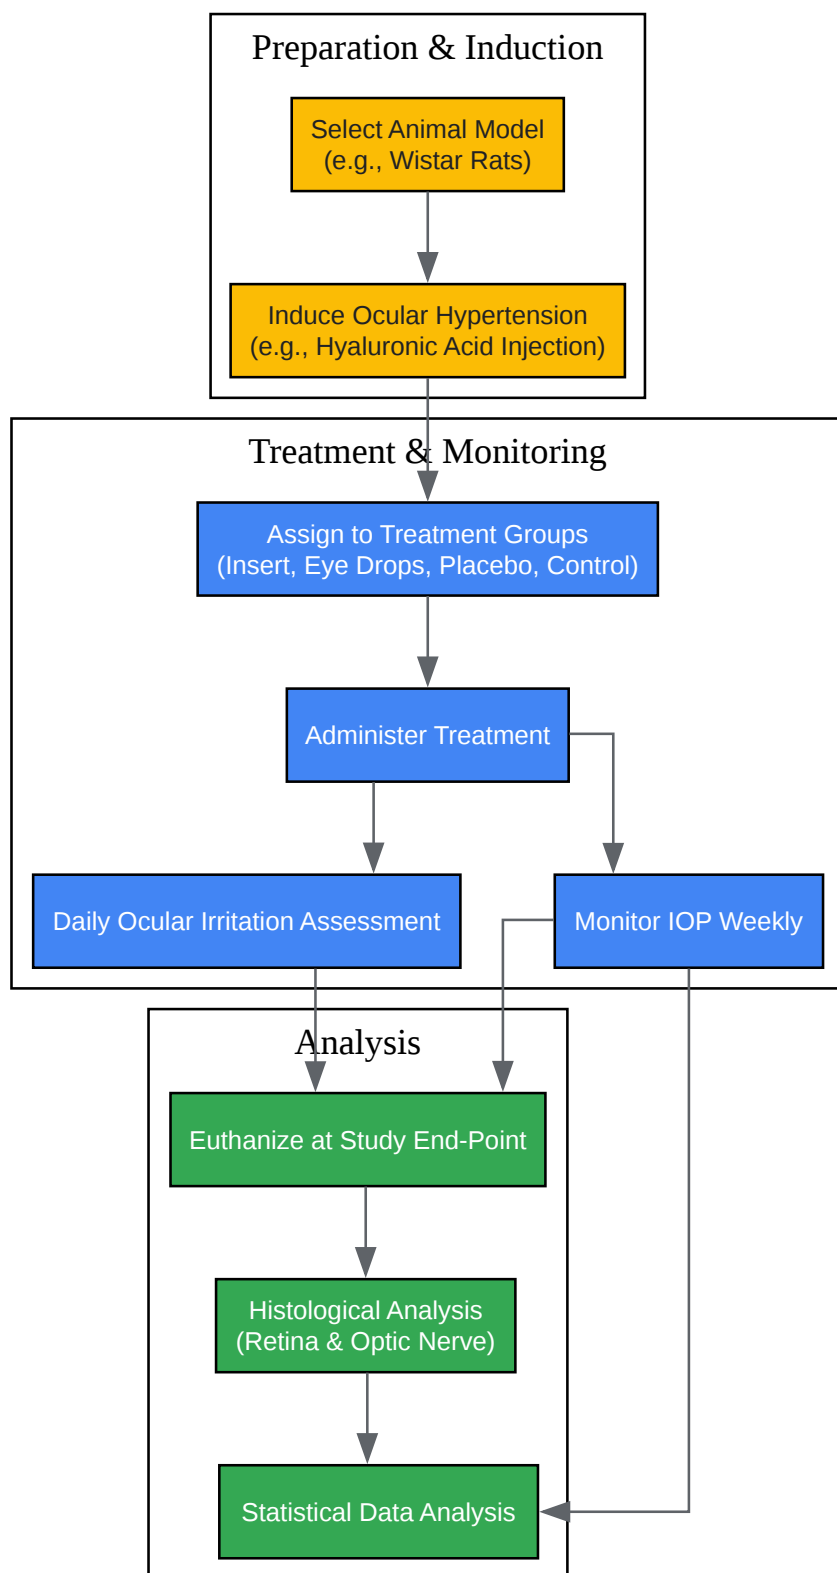 Preparation & Induction
Select Animal Model
(e.g., Wistar Rats)
Induce Ocular Hypertension
(e.g., Hyaluronic Acid Injection)
Treatment & Monitoring
Assign to Treatment Groups
(Insert, Eye Drops, Placebo, Control)
Administer Treatment
Daily Ocular Irritation Assessment
Monitor IOP Weekly
Analysis
Euthanize at Study End-Point
Histological Analysis
(Retina & Optic Nerve)
Statistical Data Analysis